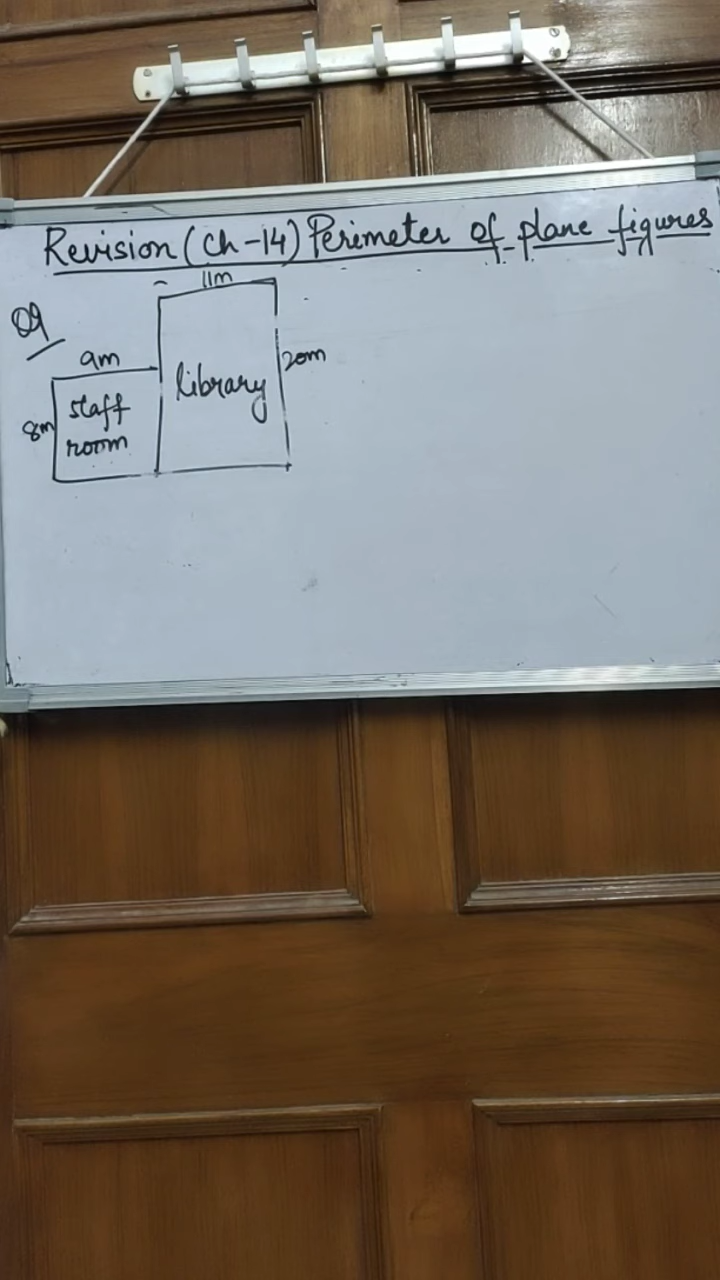 Revision (Ch-14) Perimeter of plane figures
11m
Q9
9m
20m
library
8m
staff
room